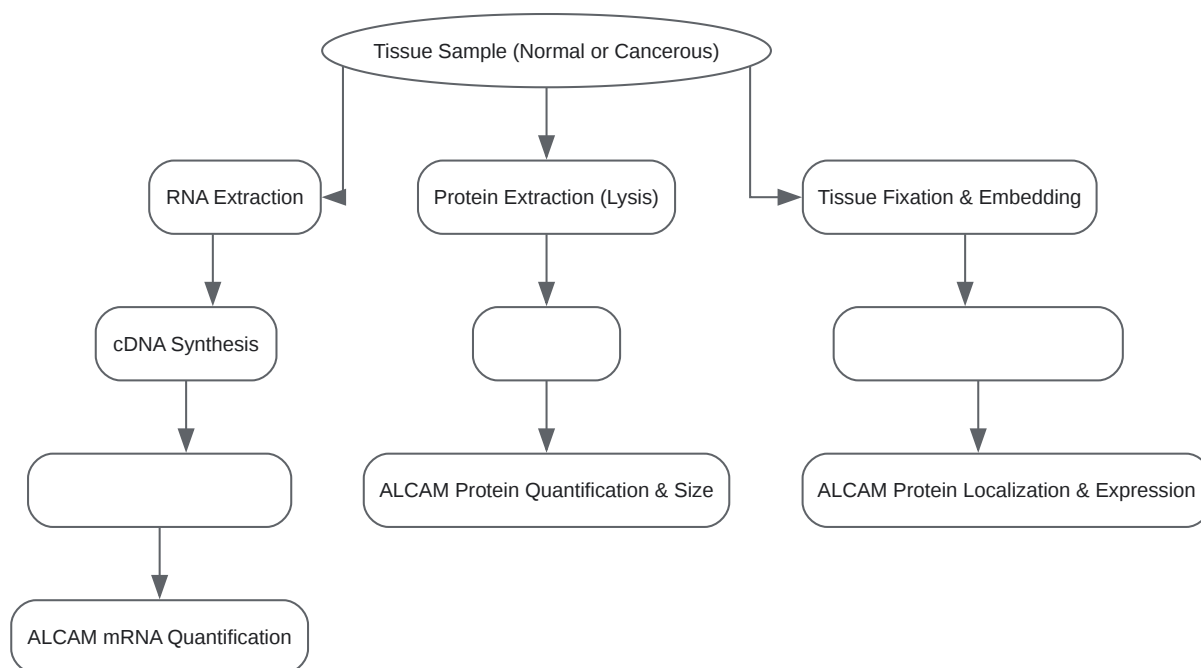 Tissue Sample (Normal or Cancerous)
RNA Extraction
Protein Extraction (Lysis)
Tissue Fixation & Embedding
cDNA Synthesis
ALCAM Protein Quantification & Size
ALCAM Protein Localization & Expression
ALCAM mRNA Quantification